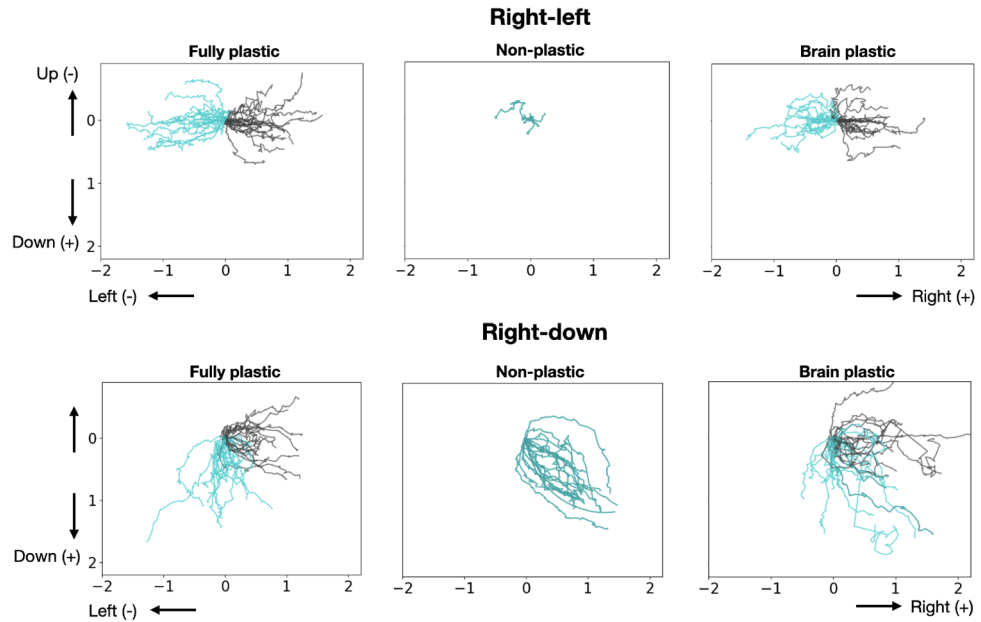 Right-left
Fully plastic
Non-plastic
Brain plastic
Up (-)
0
1
Down (+)
2
−2 −1 0 1 2
−2 −1 0 1 2
−2 −1 0 1 2
Left (-)
Right (+)
Right-down
Fully plastic
Non-plastic
Brain plastic
0
1
Down (+)
2
−2 −1 0 1 2
−2 −1 0 1 2
−2 −1 0 1 2
Left (-)
Right (+)